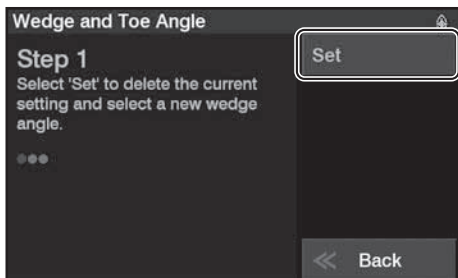 Wedge and Toe Angle
Step 1
Select 'Set' to delete the current
setting and select a new wedge
angle.
Set
Back